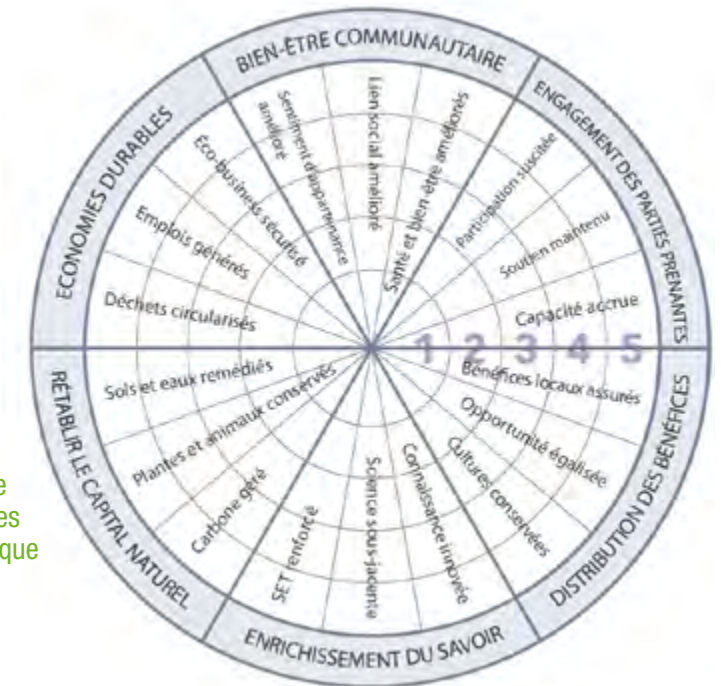 BIEN-ÊTRE COMMUNAUTAIRE
Sentiment d'appartenance
amélioré
Lien social amélioré
Santé et bien être améliorés
ENGAGEMENT DES PARTIES PRENANTES
Participation suscitée
Soutien maintenu
Capacité accrue
1 2 3 4 5
DISTRIBUTION DES BÉNÉFICES
Bénéfices locaux assurés
Opportunité égalisée
Cultures conservées
ENRICHISSEMENT DU SAVOIR
Connaissance innovée
Science sous-jacente
SET renforcé
RÉTABLIR LE CAPITAL NATUREL
Carbone géré
Plantes et animaux conservés
Sols et eaux remédiés
ECONOMIES DURABLES
Déchets circularisés
Emplois générés
Éco-business sécurisé
e
es
que